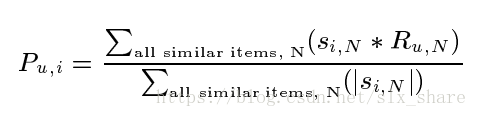 P_{u,i} = \frac{\sum_{\text{all similar items, N}}(s_{i,N} * R_{u,N})}{\sum_{\text{all similar items, N}}(|s_{i,N}|)}
https://blog.csdn.net/slx_share